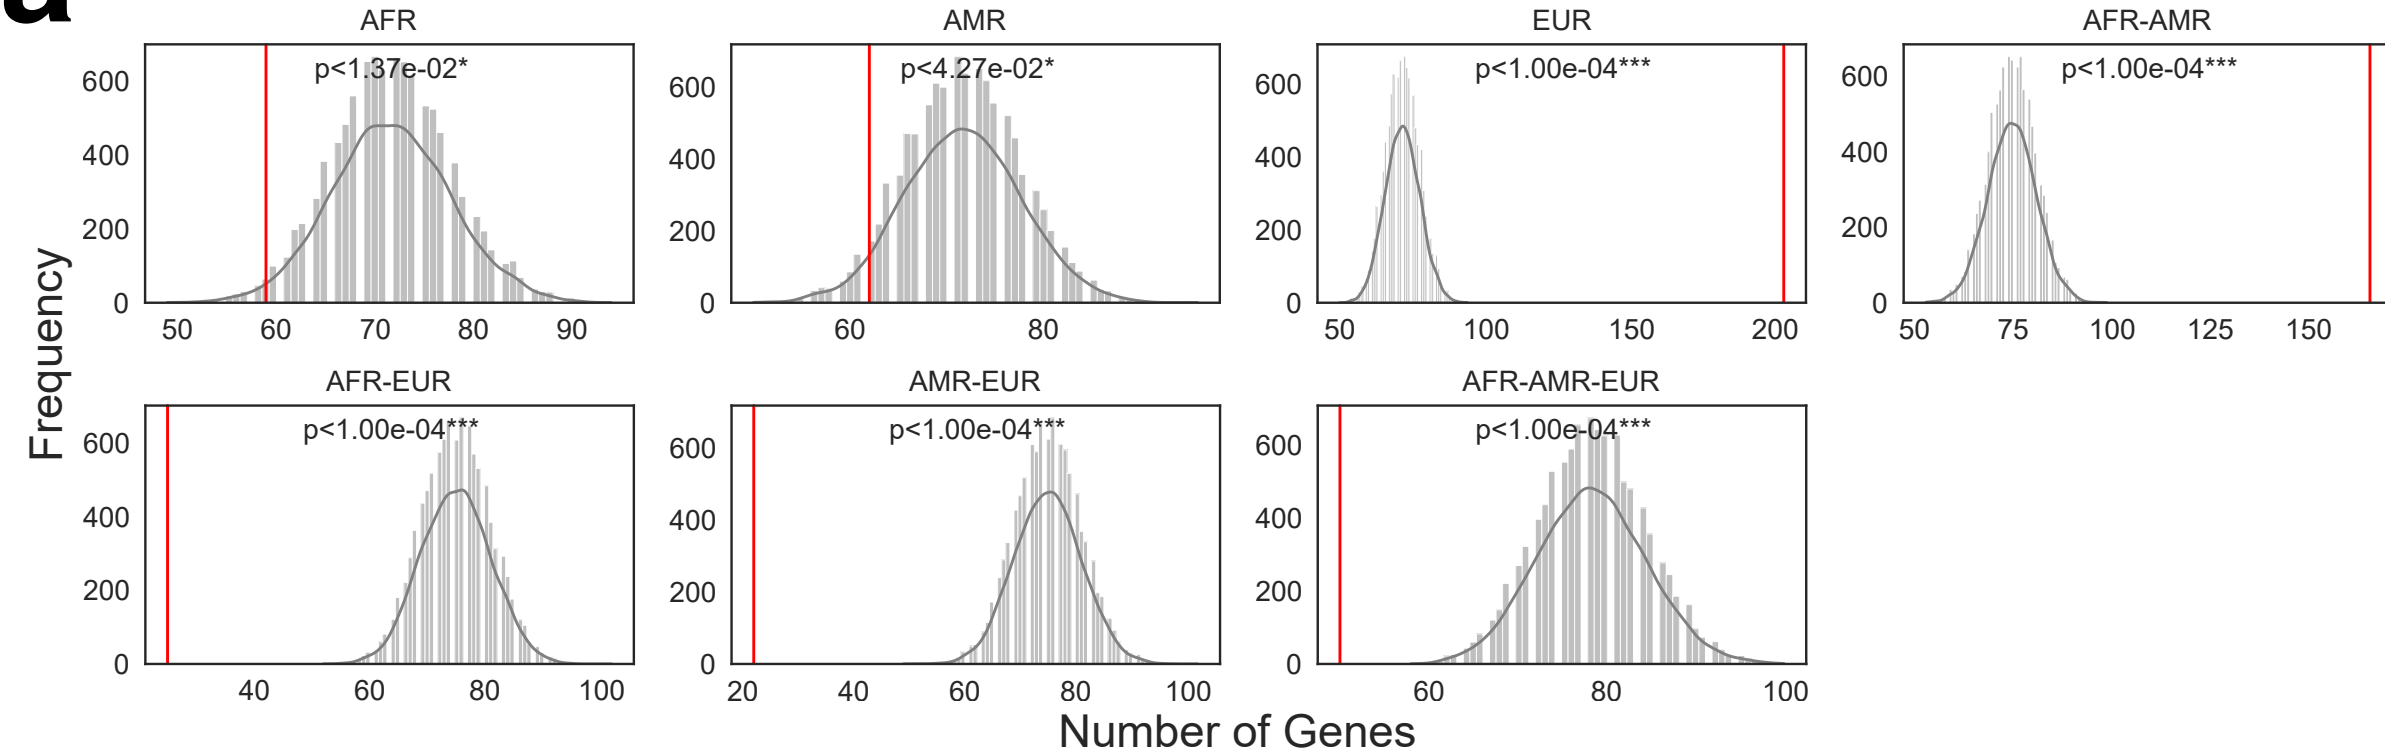 a
AFR
AMR
EUR
AFR-AMR
p<1.37e-02*
p<4.27e-02*
p<1.00e-04***
p<1.00e-04***
600
400
200
0
600
400
200
0
600
400
200
0
600
400
200
0
50 60 70 80 90
60 80
50 100 150 200
50 75 100 125 150
AFR-EUR
AMR-EUR
AFR-AMR-EUR
p<1.00e-04***
p<1.00e-04***
p<1.00e-04***
600
400
200
0
600
400
200
0
600
400
200
0
40 60 80 100
20 40 60 80 100
60 80 100
Frequency
Number of Genes